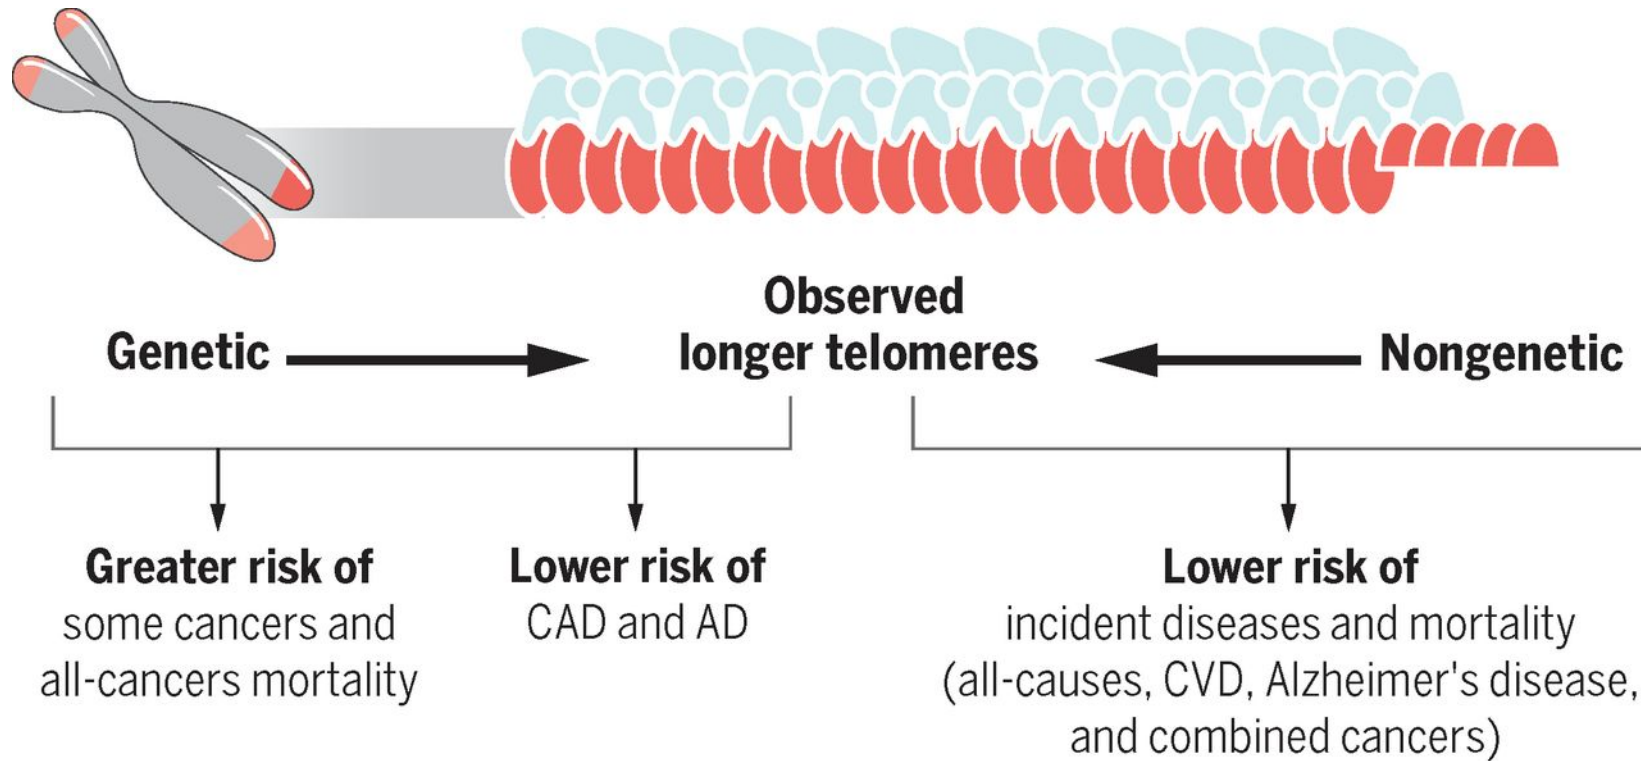 Observed
longer telomeres
Genetic
Nongenetic
Greater risk of
some cancers and
all-cancers mortality
Lower risk of
CAD and AD
Lower risk of
incident diseases and mortality
(all-causes, CVD, Alzheimer's disease,
and combined cancers)